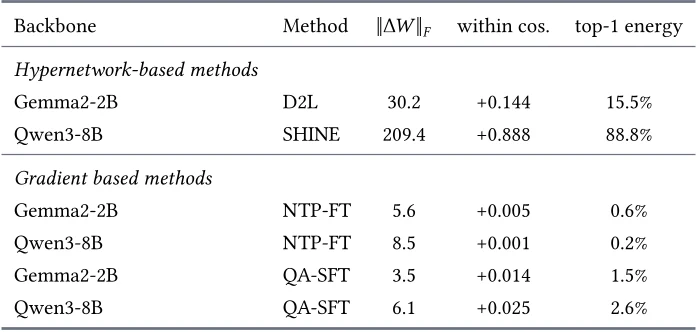 Backbone Method ‖ΔW‖F within cos. top-1 energy
Hypernetwork-based methods
Gemma2-2B D2L 30.2 +0.144 15.5%
Qwen3-8B SHINE 209.4 +0.888 88.8%
Gradient based methods
Gemma2-2B NTP-FT 5.6 +0.005 0.6%
Qwen3-8B NTP-FT 8.5 +0.001 0.2%
Gemma2-2B QA-SFT 3.5 +0.014 1.5%
Qwen3-8B QA-SFT 6.1 +0.025 2.6%